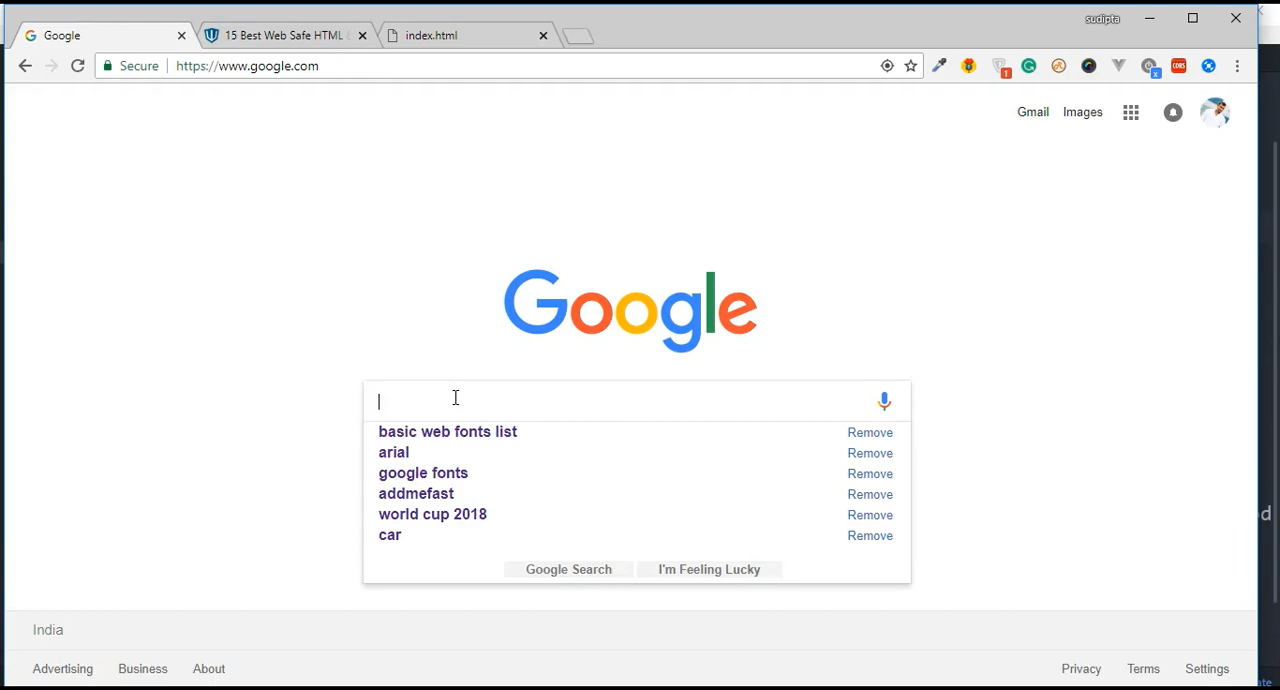 sudipta
Google
15 Best Web Safe HTML
index.html
Secure
https://www.google.com
1
CORS
x
Gmail
Images
Google
basic web fonts list
Remove
arial
Remove
google fonts
Remove
addmefast
Remove
world cup 2018
Remove
car
Remove
Google Search
I'm Feeling Lucky
India
Advertising
Business
About
Privacy
Terms
Settings